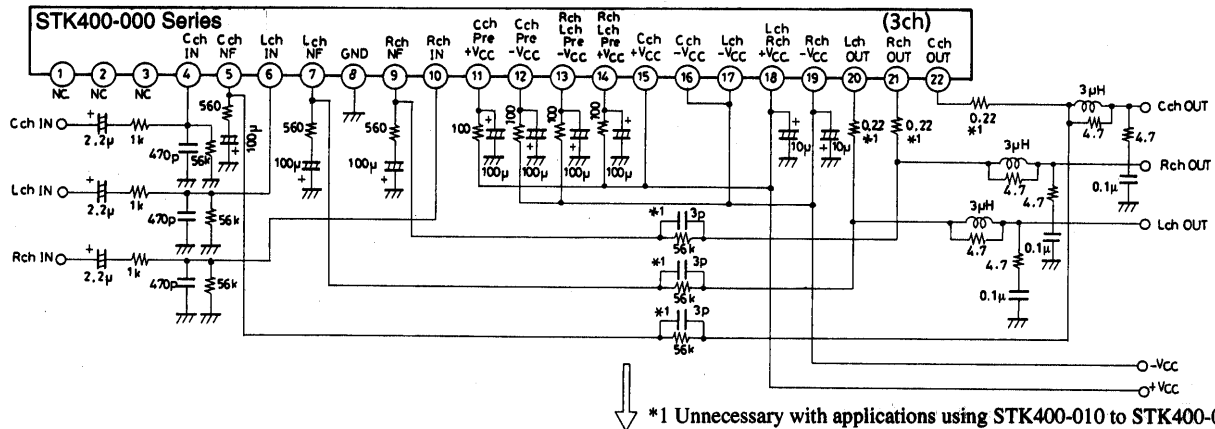 STK400-000 Series
(3ch)
Cch IN
Cch NF
Lch IN
Lch NF
GND
Rch NF
Rch IN
Cch Pre +VCC
Cch Pre -VCC
Rch Lch Pre -VCC
Rch Lch Pre +VCC
Cch +VCC
Cch -VCC
Lch -VCC
Lch Rch +VCC
Rch -VCC
Lch OUT
Rch OUT
Cch OUT
1 2 3 4 5 6 7 8 9 10 11 12 13 14 15 16 17 18 19 20 21 22
NC NC NC
560
100µ
560
100µ
560
100µ
100
100µ
100
100µ
100
100µ
100
100µ
+
10µ
+
10µ
0.22
*1
0.22
*1
0.22
*1
3µH
4.7
Cch OUT
4.7
0.1µ
3µH
4.7
Rch OUT
4.7
0.1µ
3µH
4.7
Lch OUT
4.7
0.1µ
Cch IN
+
2.2µ
1k
470p
56k
Lch IN
+
2.2µ
1k
470p
56k
Rch IN
+
2.2µ
1k
470p
56k
*1 3p
56k
*1 3p
56k
*1 3p
56k
-VCC
+VCC
*1 Unnecessary with applications using STK400-010 to STK400-0